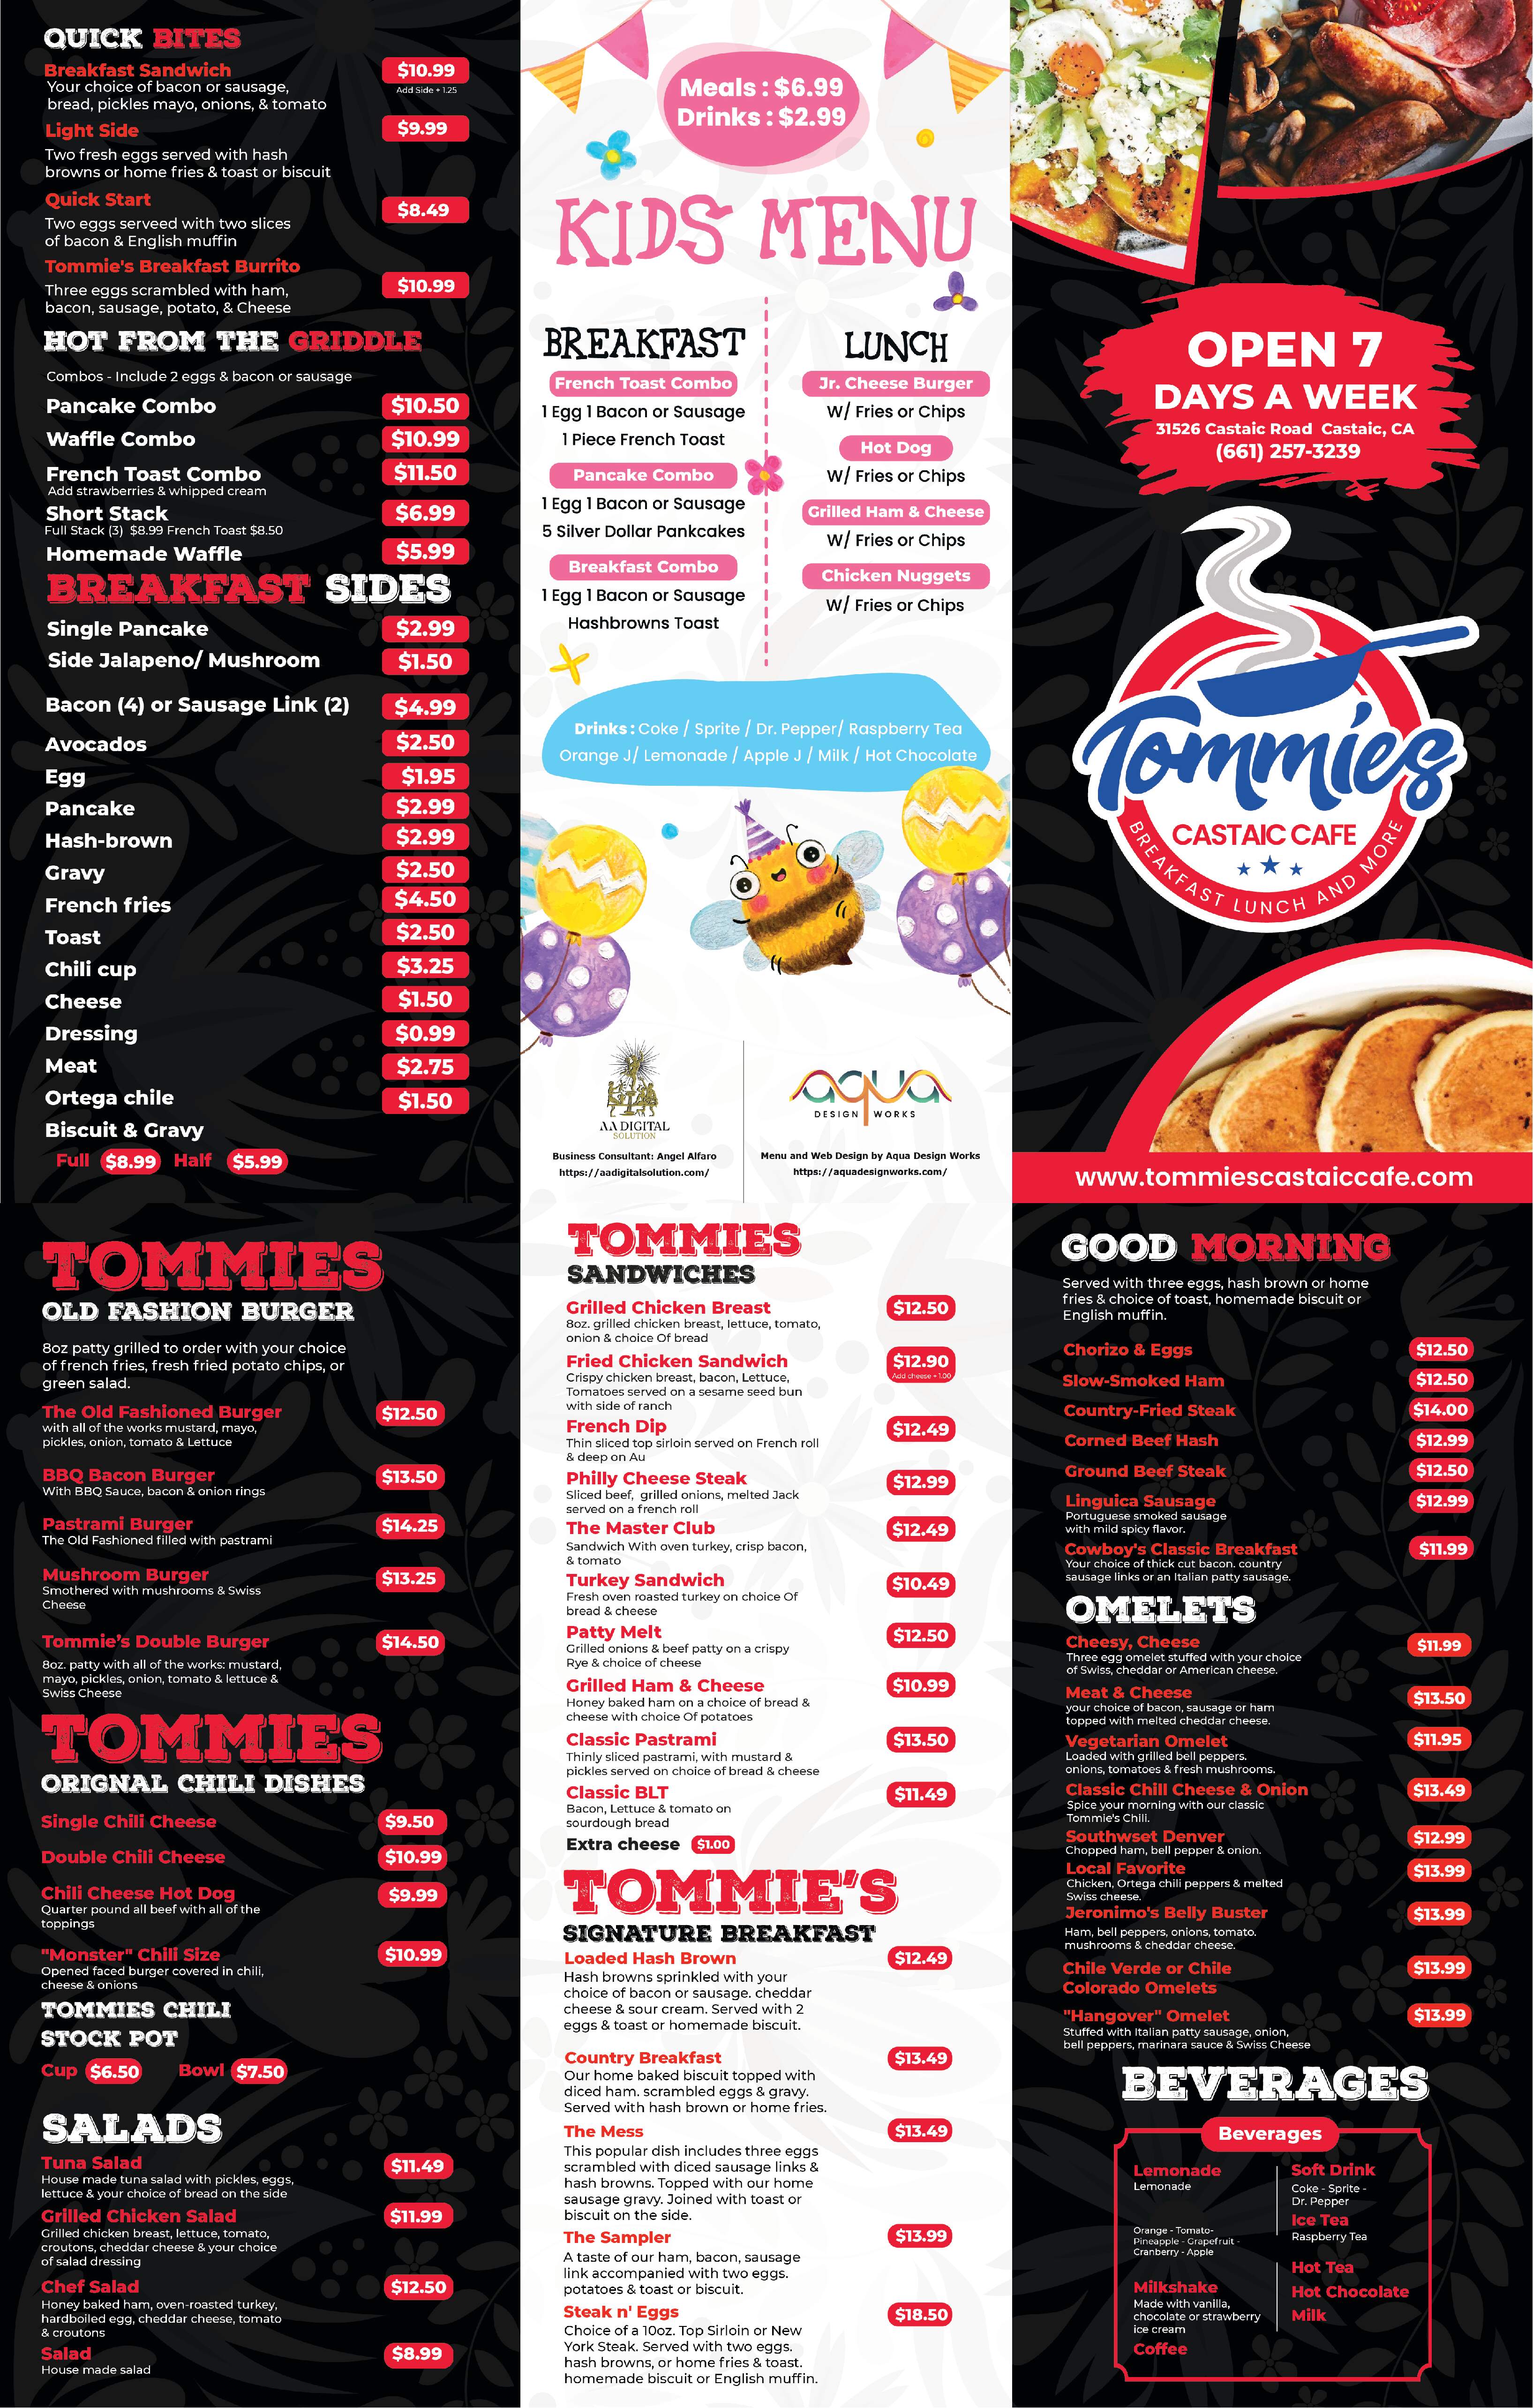 QUICK BITES
Breakfast Sandwich $10.99
Your choice of bacon or sausage, Add Side + 1.25
bread, pickles mayo, onions, & tomato
Light Side $9.99
Two fresh eggs served with hash
browns or home fries & toast or biscuit
Quick Start $8.49
Two eggs serveed with two slices
of bacon & English muffin
Tommie's Breakfast Burrito $10.99
Three eggs scrambled with ham,
bacon, sausage, potato, & Cheese
HOT FROM THE GRIDDLE
Combos - Include 2 eggs & bacon or sausage
Pancake Combo $10.50
Waffle Combo $10.99
French Toast Combo $11.50
Add strawberries & whipped cream
Short Stack $6.99
Full Stack (3) $8.99 French Toast $8.50
Homemade Waffle $5.99
BREAKFAST SIDES
Single Pancake $2.99
Side Jalapeno/ Mushroom $1.50
Bacon (4) or Sausage Link (2) $4.99
Avocados $2.50
Egg $1.95
Pancake $2.99
Hash-brown $2.99
Gravy $2.50
French fries $4.50
Toast $2.50
Chili cup $3.25
Cheese $1.50
Dressing $0.99
Meat $2.75
Ortega chile $1.50
Biscuit & Gravy
Full $8.99 Half $5.99
Meals : $6.99
Drinks : $2.99
KIDS MENU
BREAKFAST
French Toast Combo
1 Egg 1 Bacon or Sausage
1 Piece French Toast
Pancake Combo
1 Egg 1 Bacon or Sausage
5 Silver Dollar Pankcakes
Breakfast Combo
1 Egg 1 Bacon or Sausage
Hashbrowns Toast
LUNCH
Jr. Cheese Burger
W/ Fries or Chips
Hot Dog
W/ Fries or Chips
Grilled Ham & Cheese
W/ Fries or Chips
Chicken Nuggets
W/ Fries or Chips
Drinks : Coke / Sprite / Dr. Pepper/ Raspberry Tea
Orange J/ Lemonade / Apple J / Milk / Hot Chocolate
AA DIGITAL
SOLUTION
Business Consultant: Angel Alfaro
https://aadigitalsolution.com/
aqua
DESIGN WORKS
Menu and Web Design by Aqua Design Works
https://aquadesignworks.com/
OPEN 7
DAYS A WEEK
31526 Castaic Road Castaic, CA
(661) 257-3239
Tommies
CASTAIC CAFE
BREAKFAST LUNCH AND MORE
www.tommiescastaiccafe.com
TOMMIES
OLD FASHION BURGER
8oz patty grilled to order with your choice
of french fries, fresh fried potato chips, or
green salad.
The Old Fashioned Burger $12.50
with all of the works mustard, mayo,
pickles, onion, tomato & Lettuce
BBQ Bacon Burger $13.50
With BBQ Sauce, bacon & onion rings
Pastrami Burger $14.25
The Old Fashioned filled with pastrami
Mushroom Burger $13.25
Smothered with mushrooms & Swiss
Cheese
Tommie's Double Burger $14.50
8oz. patty with all of the works: mustard,
mayo, pickles, onion, tomato & lettuce &
Swiss Cheese
TOMMIES
ORIGNAL CHILI DISHES
Single Chili Cheese $9.50
Double Chili Cheese $10.99
Chili Cheese Hot Dog $9.99
Quarter pound all beef with all of the
toppings
"Monster" Chili Size $10.99
Opened faced burger covered in chili,
cheese & onions
TOMMIES CHILI
STOCK POT
Cup $6.50 Bowl $7.50
SALADS
Tuna Salad $11.49
House made tuna salad with pickles, eggs,
lettuce & your choice of bread on the side
Grilled Chicken Salad $11.99
Grilled chicken breast, lettuce, tomato,
croutons, cheddar cheese & your choice
of salad dressing
Chef Salad $12.50
Honey baked ham, oven-roasted turkey,
hardboiled egg, cheddar cheese, tomato
& croutons
Salad $8.99
House made salad
TOMMIES
SANDWICHES
Grilled Chicken Breast $12.50
8oz. grilled chicken breast, lettuce, tomato,
onion & choice Of bread
Fried Chicken Sandwich $12.90
Crispy chicken breast, bacon, Lettuce, Add cheese + 1.00
Tomatoes served on a sesame seed bun
with side of ranch
French Dip $12.49
Thin sliced top sirloin served on French roll
& deep on Au
Philly Cheese Steak $12.99
Sliced beef, grilled onions, melted Jack
served on a french roll
The Master Club $12.49
Sandwich With oven turkey, crisp bacon,
& tomato
Turkey Sandwich $10.49
Fresh oven roasted turkey on choice Of
bread & cheese
Patty Melt $12.50
Grilled onions & beef patty on a crispy
Rye & choice of cheese
Grilled Ham & Cheese $10.99
Honey baked ham on a choice of bread &
cheese with choice Of potatoes
Classic Pastrami $13.50
Thinly sliced pastrami, with mustard &
pickles served on choice of bread & cheese
Classic BLT $11.49
Bacon, Lettuce & tomato on
sourdough bread
Extra cheese $1.00
TOMMIE'S
SIGNATURE BREAKFAST
Loaded Hash Brown $12.49
Hash browns sprinkled with your
choice of bacon or sausage. cheddar
cheese & sour cream. Served with 2
eggs & toast or homemade biscuit.
Country Breakfast $13.49
Our home baked biscuit topped with
diced ham. scrambled eggs & gravy.
Served with hash brown or home fries.
The Mess $13.49
This popular dish includes three eggs
scrambled with diced sausage links &
hash browns. Topped with our home
sausage gravy. Joined with toast or
biscuit on the side.
The Sampler $13.99
A taste of our ham, bacon, sausage
link accompanied with two eggs.
potatoes & toast or biscuit.
Steak n' Eggs $18.50
Choice of a 10oz. Top Sirloin or New
York Steak. Served with two eggs.
hash browns, or home fries & toast.
homemade biscuit or English muffin.
GOOD MORNING
Served with three eggs, hash brown or home
fries & choice of toast, homemade biscuit or
English muffin.
Chorizo & Eggs $12.50
Slow-Smoked Ham $12.50
Country-Fried Steak $14.00
Corned Beef Hash $12.99
Ground Beef Steak $12.50
Linguica Sausage $12.99
Portuguese smoked sausage
with mild spicy flavor.
Cowboy's Classic Breakfast $11.99
Your choice of thick cut bacon. country
sausage links or an Italian patty sausage.
OMELETS
Cheesy, Cheese $11.99
Three egg omelet stuffed with your choice
of Swiss, cheddar or American cheese.
Meat & Cheese $13.50
your choice of bacon, sausage or ham
topped with melted cheddar cheese.
Vegetarian Omelet $11.95
Loaded with grilled bell peppers.
onions, tomatoes & fresh mushrooms.
Classic Chill Cheese & Onion $13.49
Spice your morning with our classic
Tommie's Chili.
Southwset Denver $12.99
Chopped ham, bell pepper & onion.
Local Favorite $13.99
Chicken, Ortega chili peppers & melted
Swiss cheese.
Jeronimo's Belly Buster $13.99
Ham, bell peppers, onions, tomato.
mushrooms & cheddar cheese.
Chile Verde or Chile $13.99
Colorado Omelets
"Hangover" Omelet $13.99
Stuffed with Italian patty sausage, onion,
bell peppers, marinara sauce & Swiss Cheese
BEVERAGES
Beverages
Lemonade
Lemonade
Orange - Tomato-
Pineapple - Grapefruit -
Cranberry - Apple
Milkshake
Made with vanilla,
chocolate or strawberry
ice cream
Coffee
Soft Drink
Coke - Sprite -
Dr. Pepper
Ice Tea
Raspberry Tea
Hot Tea
Hot Chocolate
Milk